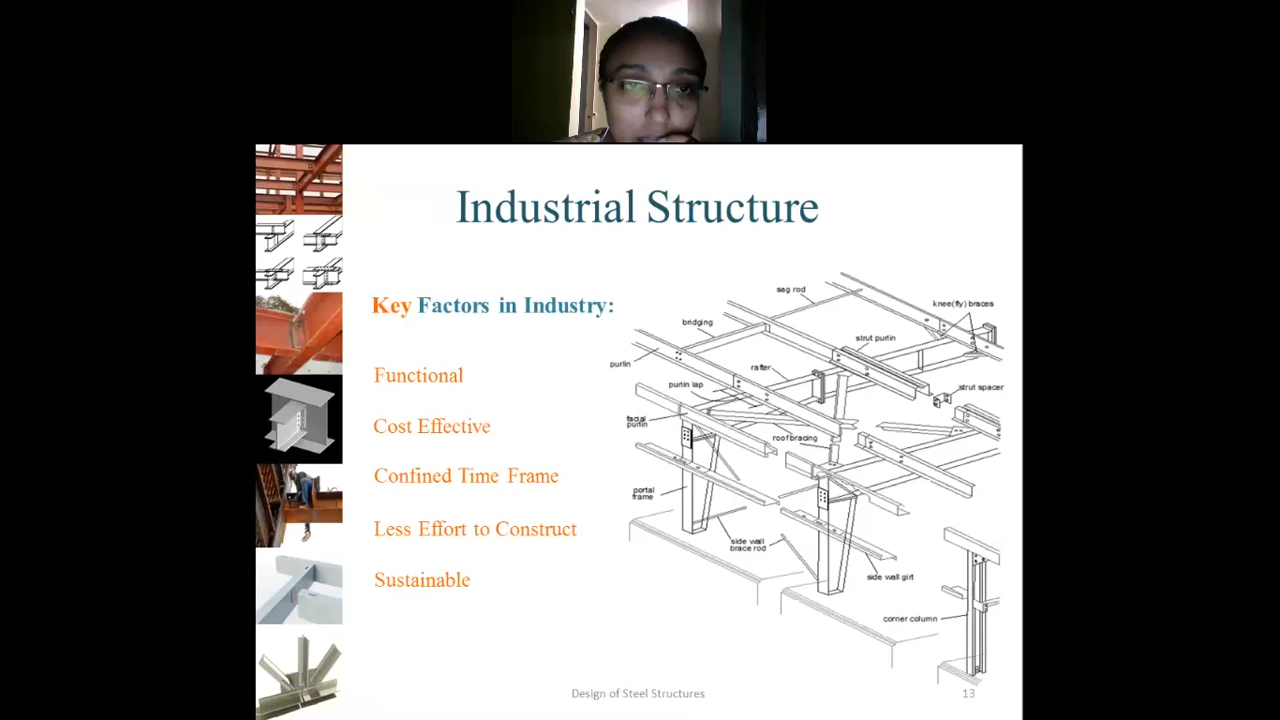 Industrial Structure
Key Factors in Industry:
Functional
Cost Effective
Confined Time Frame
Less Effort to Construct
Sustainable
sag rod
knee(fly) braces
bridging
strut purlin
purlin
rafter
purlin lap
strut spacer
facial
purlin
roof bracing
portal
frame
side wall
brace rod
side wall girt
corner column
Design of Steel Structures
13